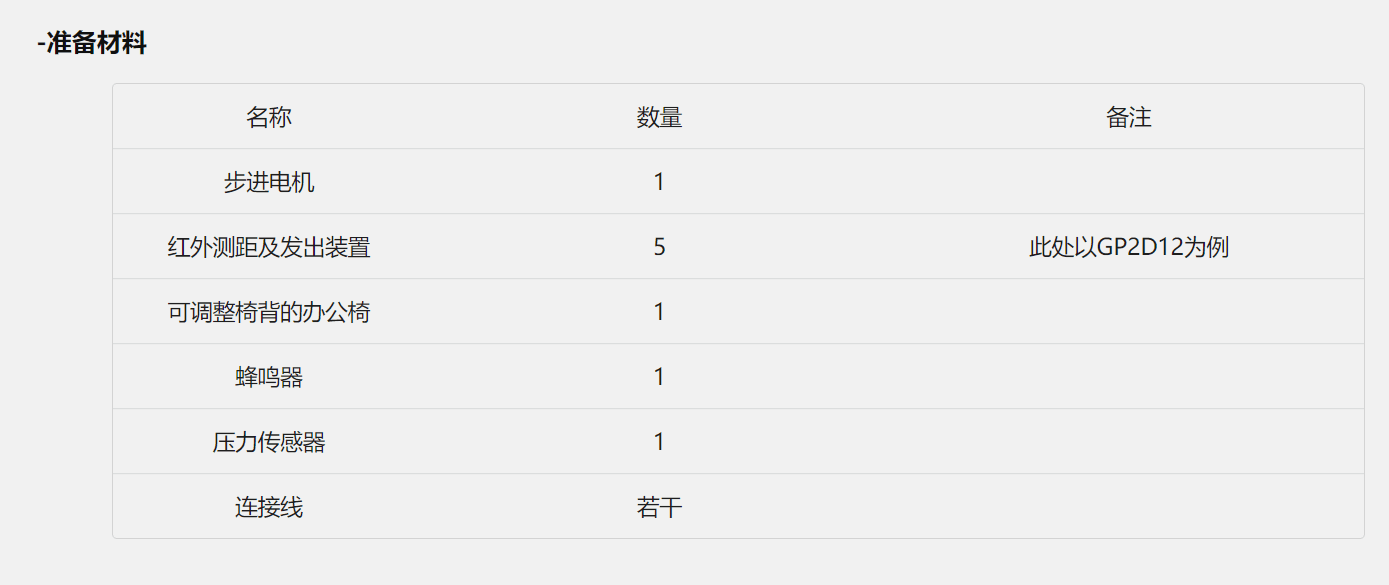 -准备材料
名称 数量 备注
步进电机 1
红外测距及发出装置 5 此处以GP2D12为例
可调整椅背的办公椅 1
蜂鸣器 1
压力传感器 1
连接线 若干